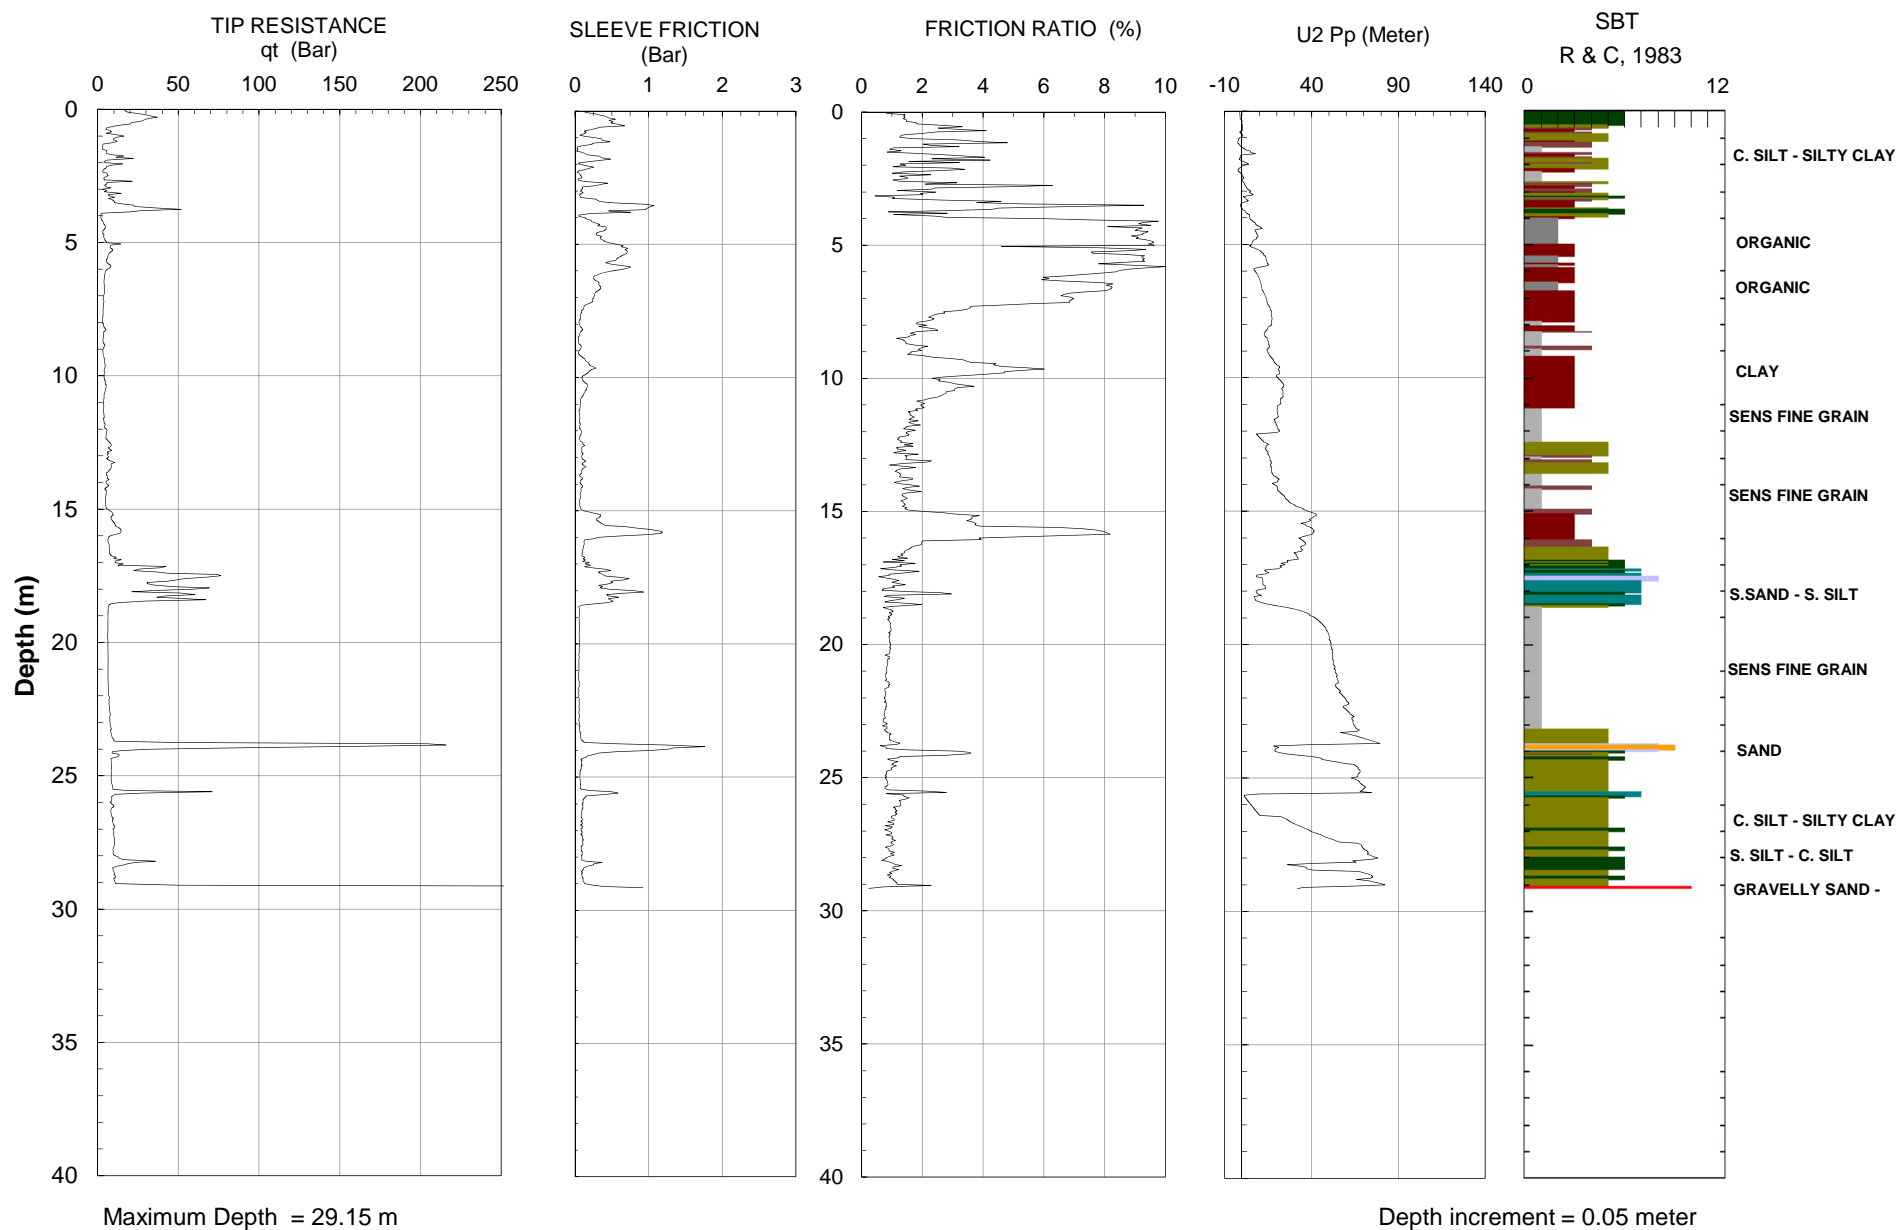 TIP RESISTANCE
qt (Bar)
0 50 100 150 200 250
SLEEVE FRICTION
(Bar)
0 1 2 3
FRICTION RATIO (%)
0 2 4 6 8 10
U2 Pp (Meter)
-10 40 90 140
SBT
R & C, 1983
0 12
Depth (m)
0
5
10
15
20
25
30
35
40
0
5
10
15
20
25
30
35
40
C. SILT - SILTY CLAY
ORGANIC
ORGANIC
CLAY
SENS FINE GRAIN
SENS FINE GRAIN
S.SAND - S. SILT
SENS FINE GRAIN
SAND
C. SILT - SILTY CLAY
S. SILT - C. SILT
GRAVELLY SAND -
Maximum Depth = 29.15 m
Depth increment = 0.05 meter